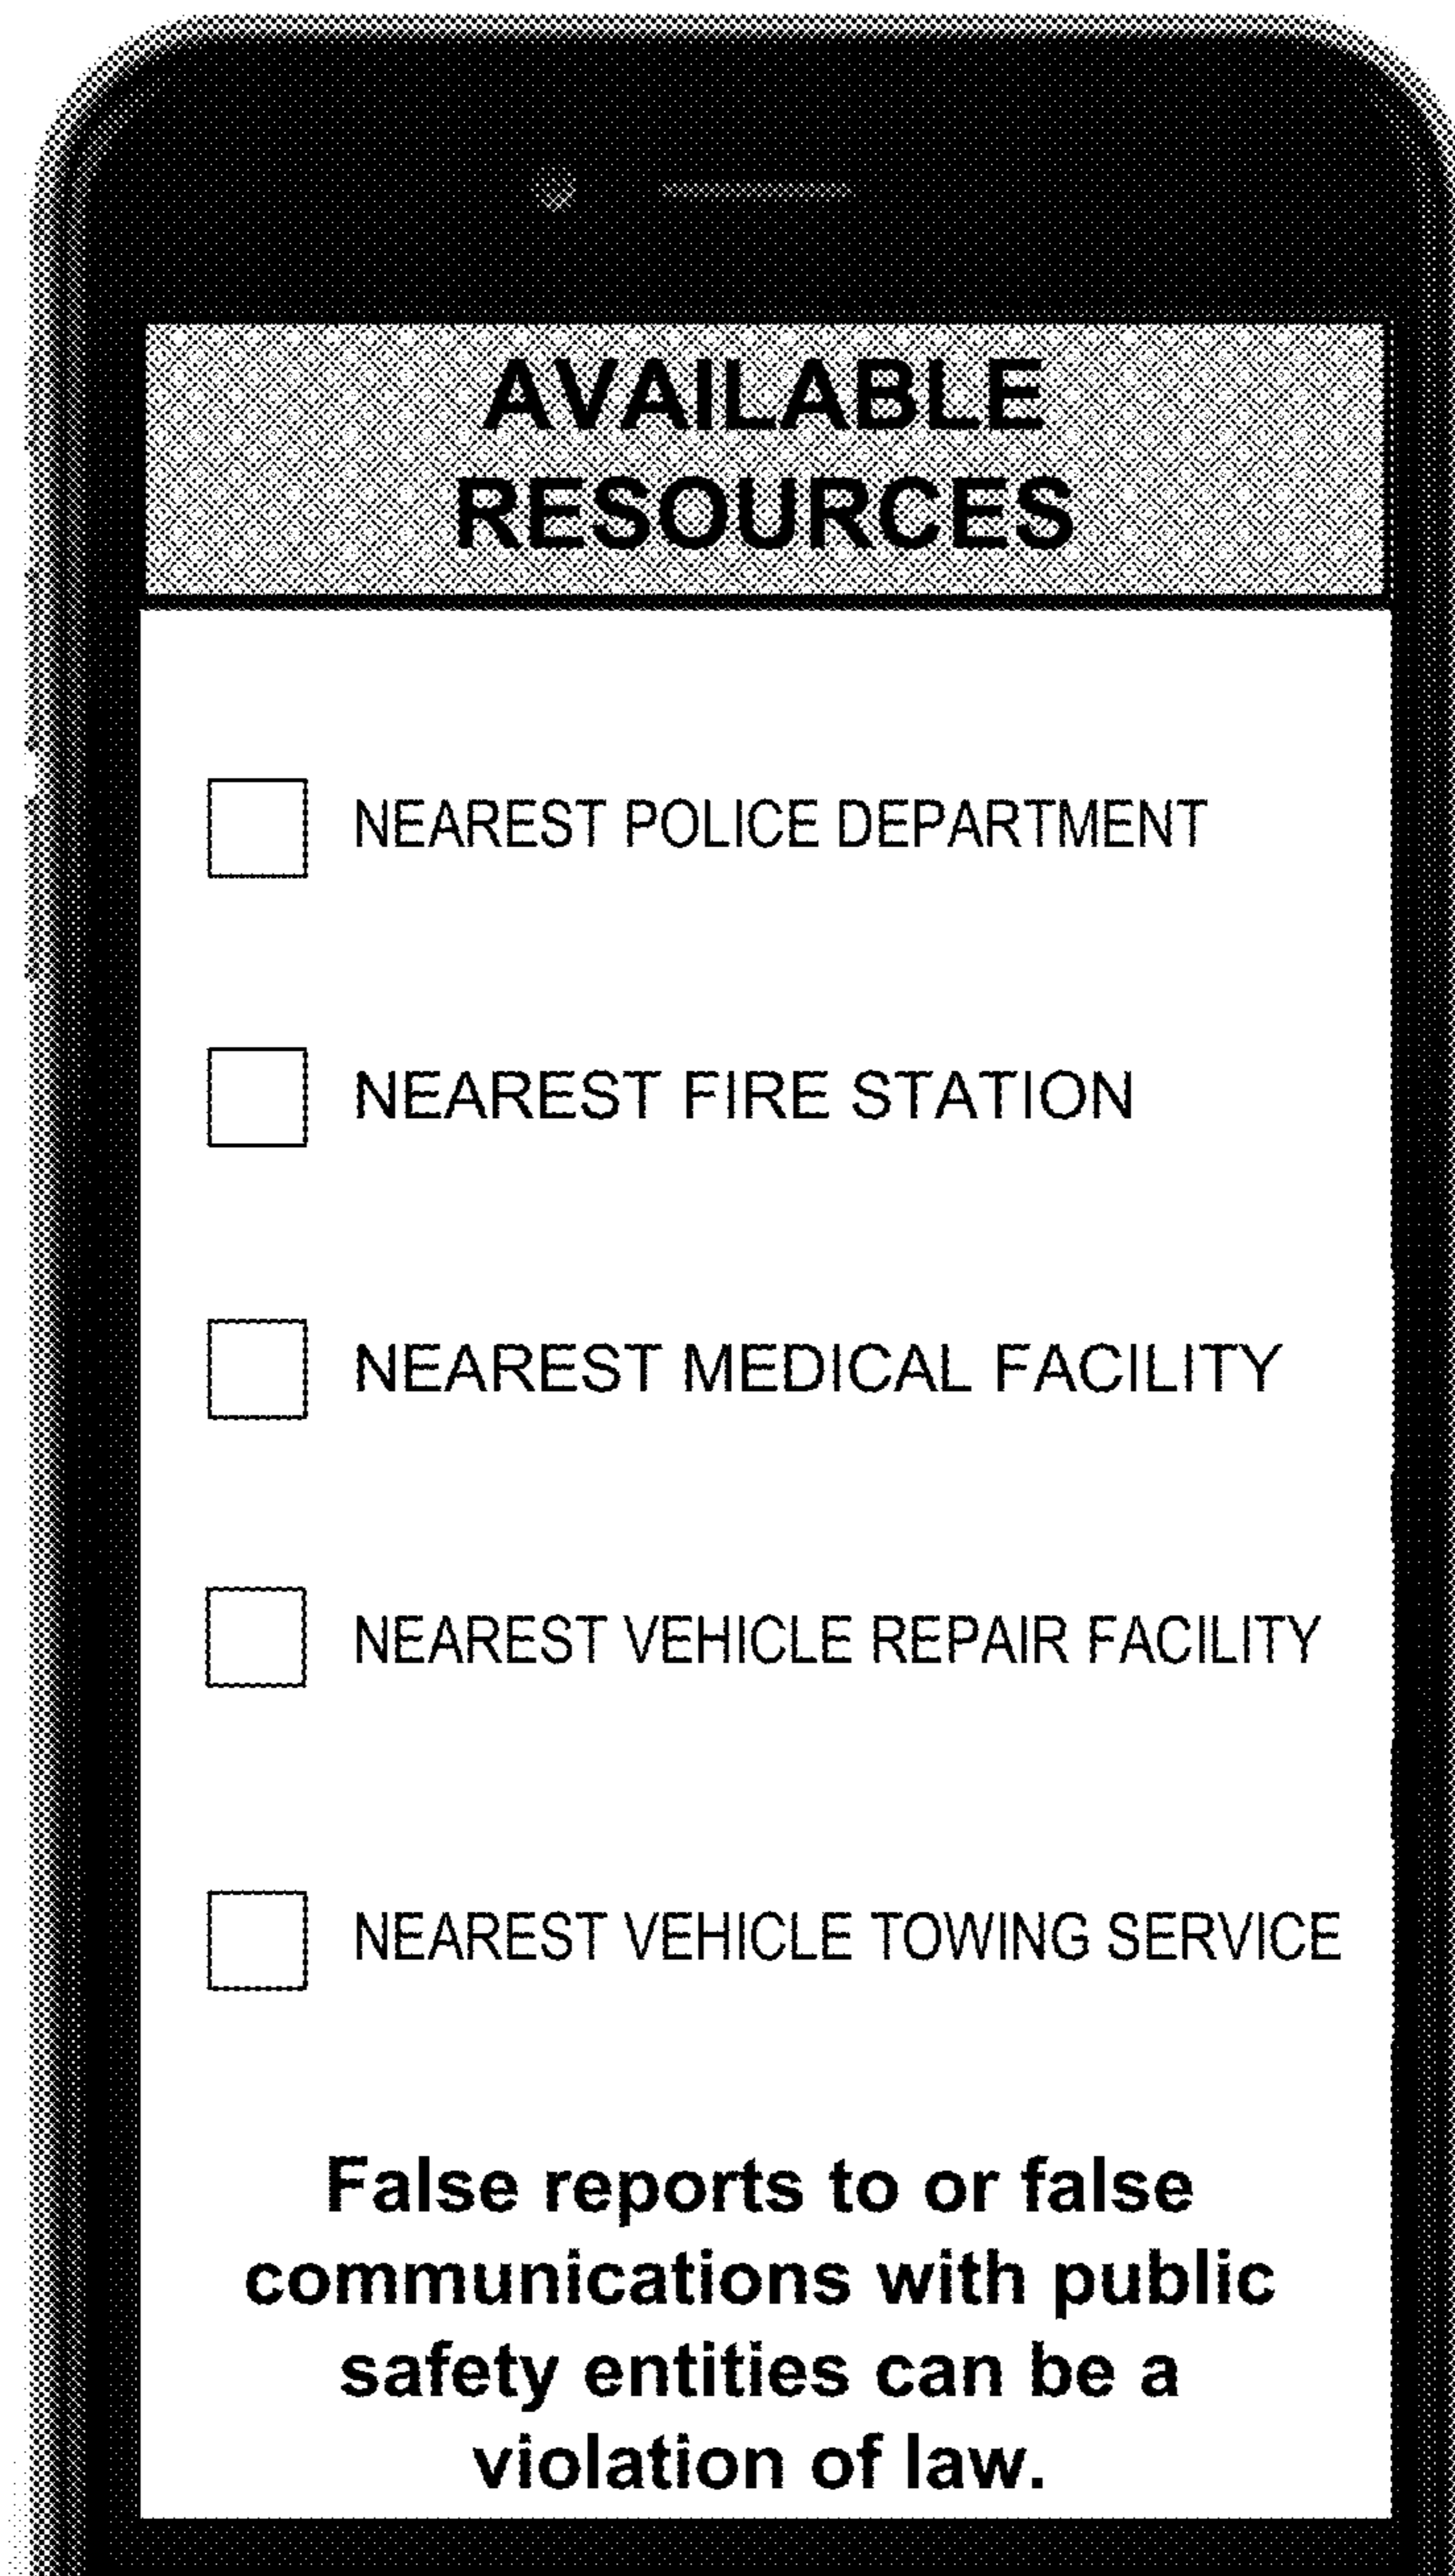 AVAILABLE
RESOURCES
NEAREST POLICE DEPARTMENT
NEAREST FIRE STATION
NEAREST MEDICAL FACILITY
NEAREST VEHICLE REPAIR FACILITY
NEAREST VEHICLE TOWING SERVICE
False reports to or false
communications with public
safety entities can be a
violation of law.